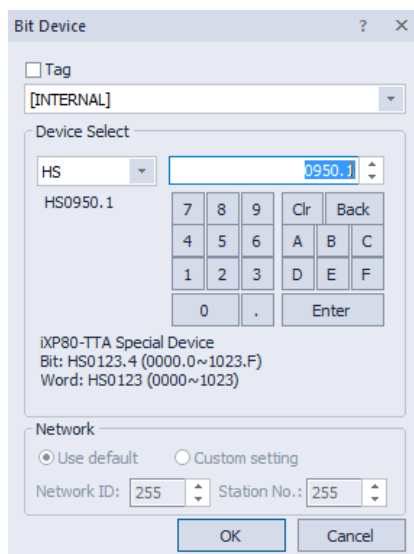 Bit Device ? ×
Tag
[INTERNAL]
Device Select
HS 0950.1
HS0950.1
7 8 9 Clr Back
4 5 6 A B C
1 2 3 D E F
0 . Enter
iXP80-TTA Special Device
Bit: HS0123.4 (0000.0~1023.F)
Word: HS0123 (0000~1023)
Network
Use default Custom setting
Network ID: 255 Station No.: 255
OK Cancel